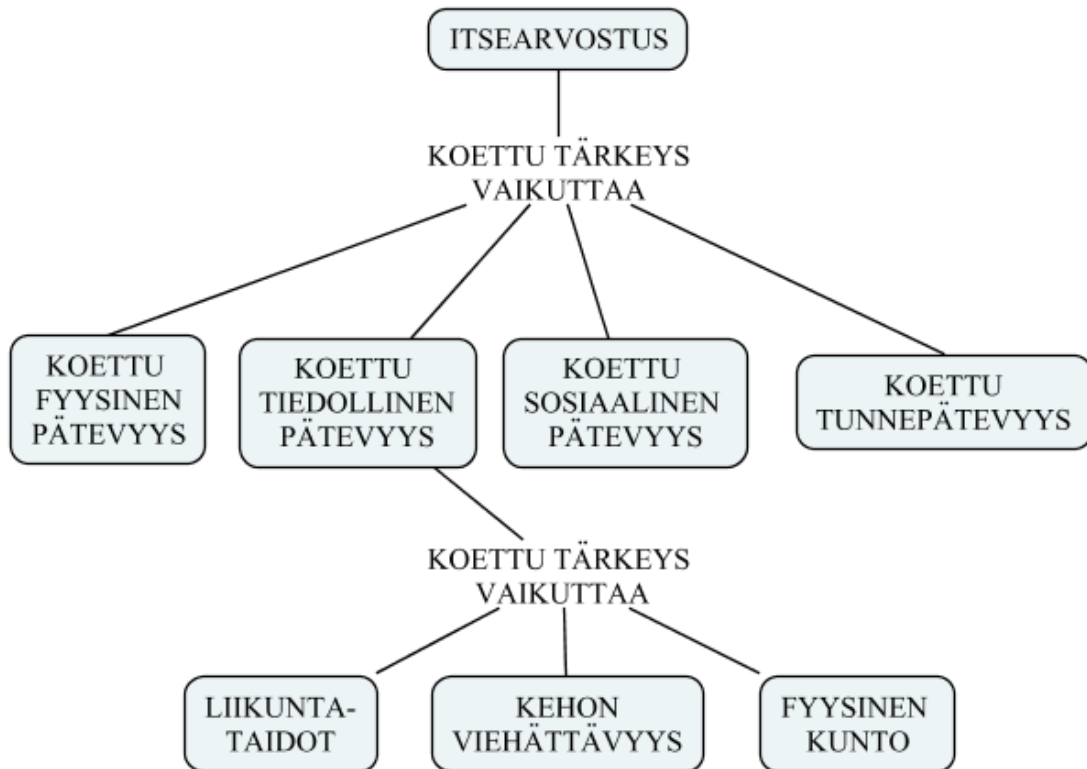 ITSEARVOSTUS
KOETTU TÄRKEYS
VAIKUTTAA
KOETTU
FYYSINEN
PÄTEVYYS
KOETTU
TIEDOLLINEN
PÄTEVYYS
KOETTU
SOSIAALINEN
PÄTEVYYS
KOETTU
TUNNEPÄTEVYYS
KOETTU TÄRKEYS
VAIKUTTAA
LIIKUNTA-
TAIDOT
KEHON
VIEHÄTTÄVYYS
FYYSINEN
KUNTO